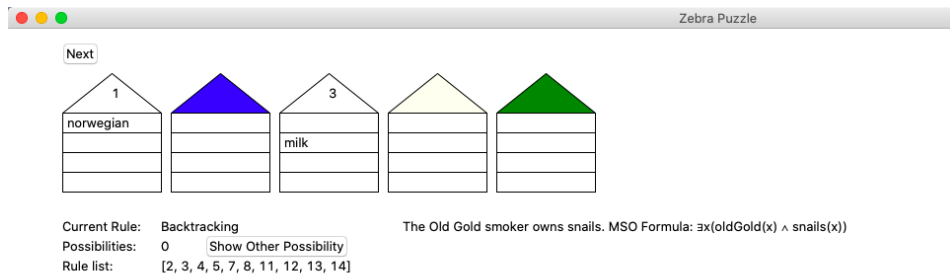 Zebra Puzzle
Next
1 3
norwegian
milk
Current Rule: Backtracking The Old Gold smoker owns snails. MSO Formula: ∃x(oldGold(x) ∧ snails(x))
Possibilities: 0 Show Other Possibility
Rule list: [2, 3, 4, 5, 7, 8, 11, 12, 13, 14]